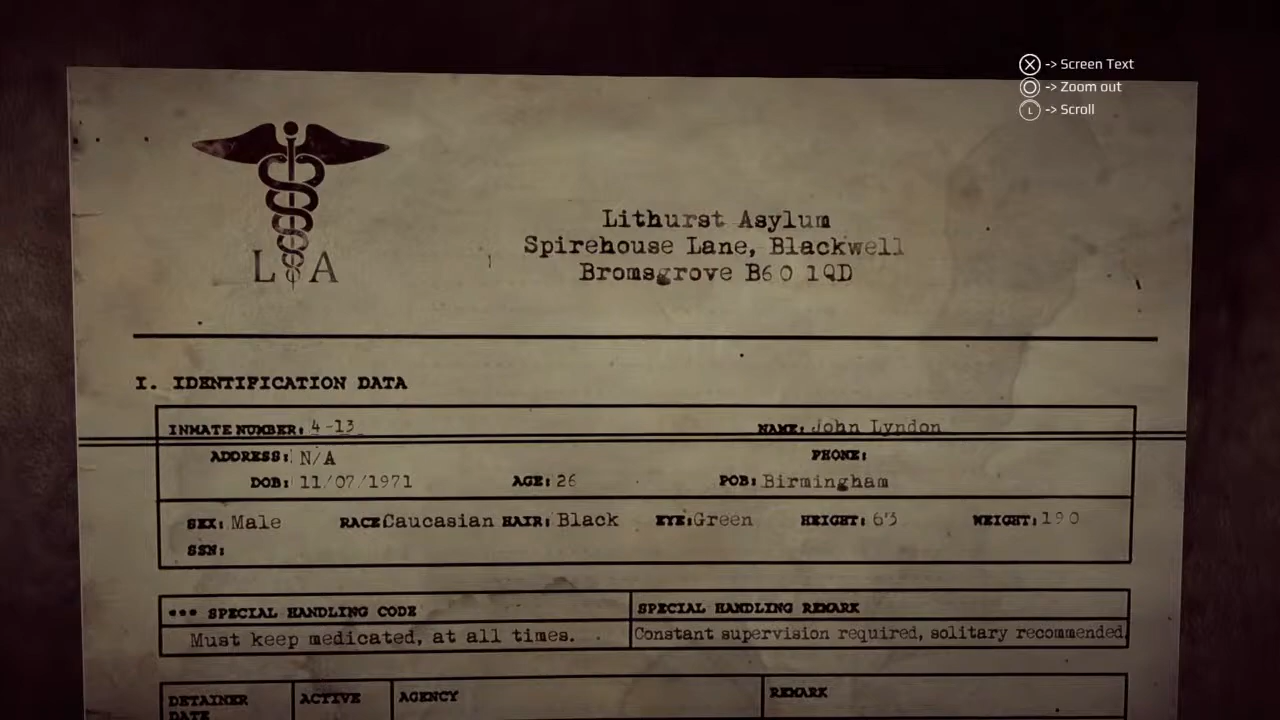 Ⓧ -> Screen Text
◯ -> Zoom out
Ⓛ -> Scroll
L A
Lithurst Asylum
Spirehouse Lane, Blackwell
Bromsgrove B60 1QD
I. IDENTIFICATION DATA
INMATE NUMBER: 4-13 NAME: John Lyndon
ADDRESS: N/A PHONE:
DOB: 11/07/1971 AGE: 26 POB: Birmingham
SEX: Male RACE Caucasian HAIR: Black EYE: Green HEIGHT: 6'3 WEIGHT: 190
SSN:
*** SPECIAL HANDLING CODE SPECIAL HANDLING REMARK
Must keep medicated, at all times. Constant supervision required, solitary recommended.
DETAINER DATE ACTIVE AGENCY REMARK